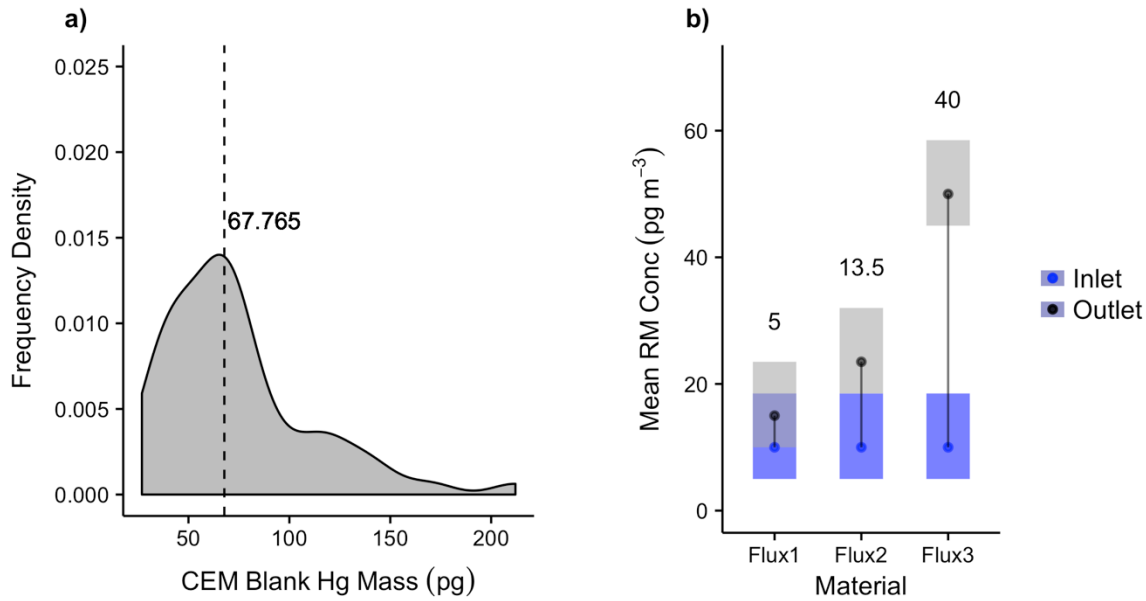 a)
0.025
0.020
0.015
0.010
0.005
0.000
Frequency Density
67.765
50
100
150
200
CEM Blank Hg Mass (pg)
b)
60
40
20
0
Mean RM Conc (pg m⁻³)
5
13.5
40
Flux1
Flux2
Flux3
Material
Inlet
Outlet